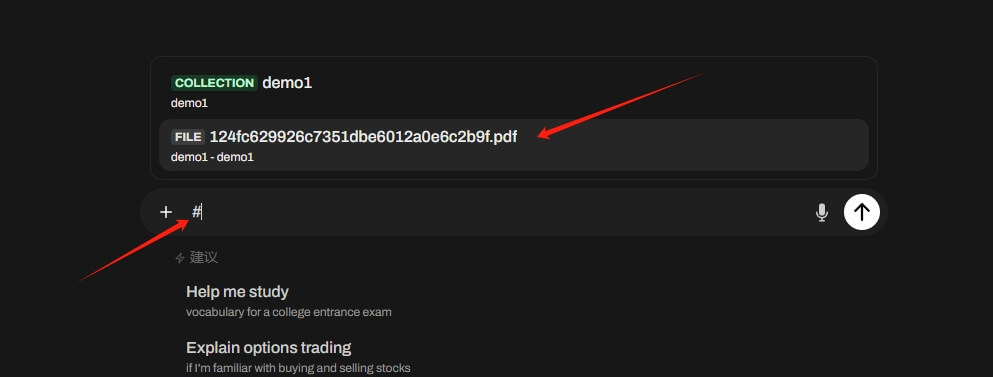 COLLECTION demo1
demo1
FILE 124fc629926c7351dbe6012a0e6c2b9f.pdf
demo1 - demo1
#
建议
Help me study
vocabulary for a college entrance exam
Explain options trading
if I'm familiar with buying and selling stocks